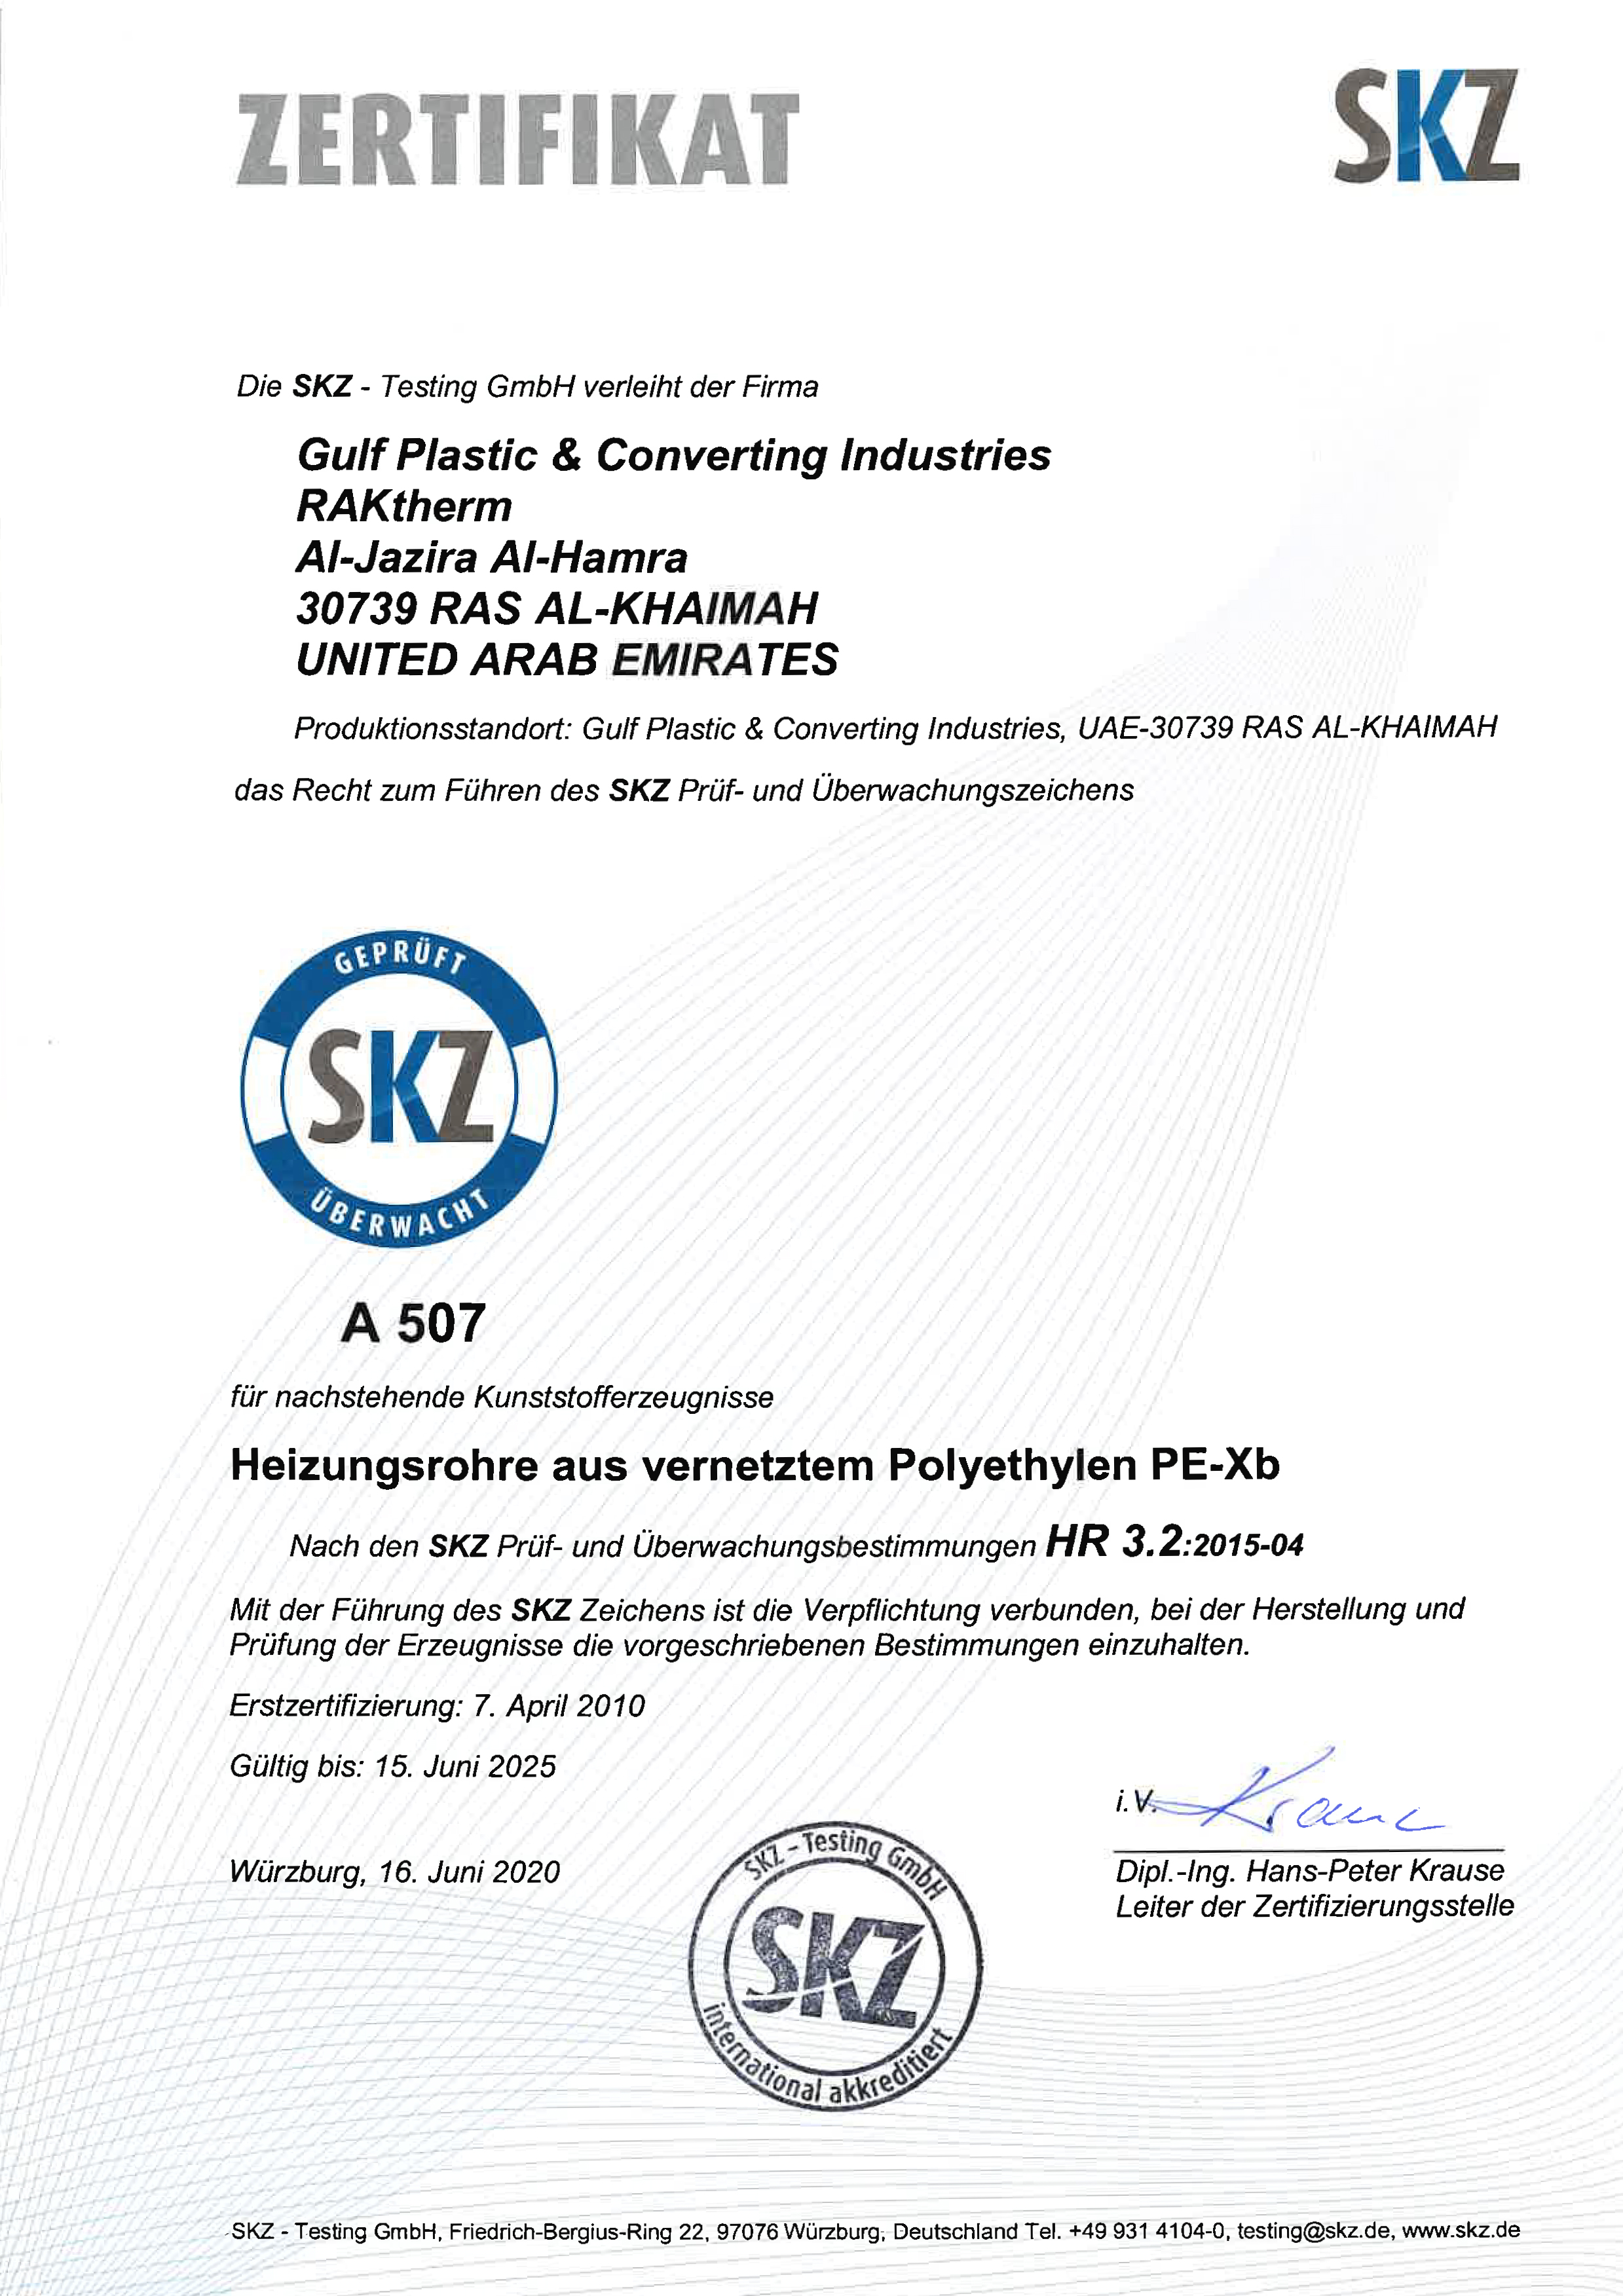 ZERTIFIKAT
SKZ
Die SKZ - Testing GmbH verleiht der Firma
Gulf Plastic & Converting Industries
RAKtherm
Al-Jazira Al-Hamra
30739 RAS AL-KHAIMAH
UNITED ARAB EMIRATES
Produktionsstandort: Gulf Plastic & Converting Industries, UAE-30739 RAS AL-KHAIMAH
das Recht zum Führen des SKZ Prüf- und Überwachungszeichens
GEPRÜFT
SKZ
ÜBERWACHT
A 507
für nachstehende Kunststofferzeugnisse
Heizungsrohre aus vernetztem Polyethylen PE-Xb
Nach den SKZ Prüf- und Überwachungsbestimmungen HR 3.2:2015-04
Mit der Führung des SKZ Zeichens ist die Verpflichtung verbunden, bei der Herstellung und
Prüfung der Erzeugnisse die vorgeschriebenen Bestimmungen einzuhalten.
Erstzertifizierung: 7. April 2010
Gültig bis: 15. Juni 2025
i.V. Krause
Würzburg, 16. Juni 2020
SKZ - Testing GmbH
SKZ
international akkreditiert
Dipl.-Ing. Hans-Peter Krause
Leiter der Zertifizierungsstelle
SKZ - Testing GmbH, Friedrich-Bergius-Ring 22, 97076 Würzburg, Deutschland Tel. +49 931 4104-0, testing@skz.de, www.skz.de